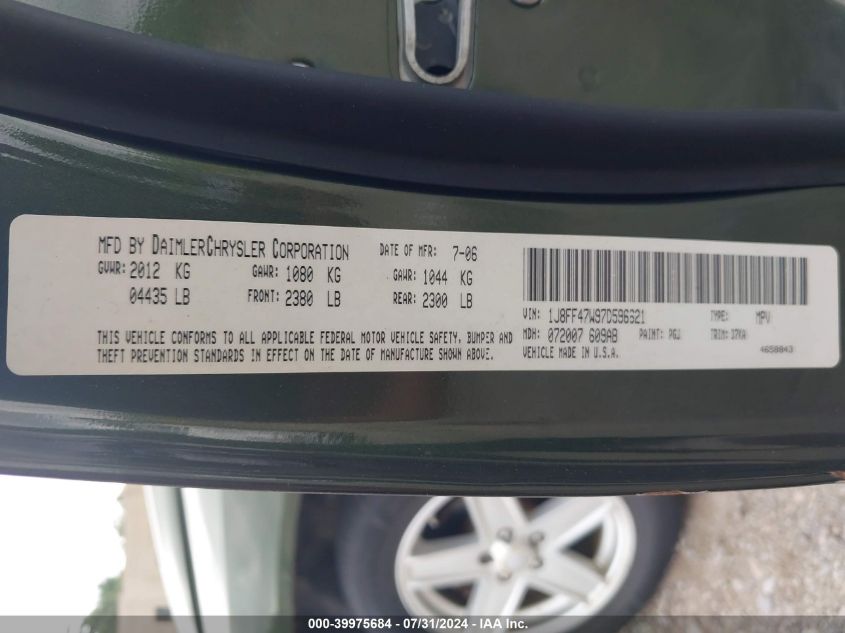 MFD BY DAIMLERCHRYSLER CORPORATION DATE OF MFR: 7-06
GVWR: 2012 KG GAWR: 1080 KG GAWR: 1044 KG
04435 LB FRONT: 2380 LB REAR: 2300 LB
THIS VEHICLE CONFORMS TO ALL APPLICABLE FEDERAL MOTOR VEHICLE SAFETY, BUMPER AND
THEFT PREVENTION STANDARDS IN EFFECT ON THE DATE OF MANUFACTURE SHOWN ABOVE.
VIN: 1J8FF47W97D596621 TYPE: MPV
MDH: 072007 609AB PAINT: PGJ TRIM: 37KA
VEHICLE MADE IN U.S.A. 4658843
000-39975684 - 07/31/2024 - IAA Inc.